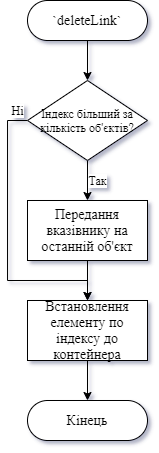 `deleteLink`
Індекс більший за
кількість об'єктів?
Ні
Так
Передання
вказівнику на
останній об'єкт
Встановлення
елементу по
індексу до
контейнера
Кінець